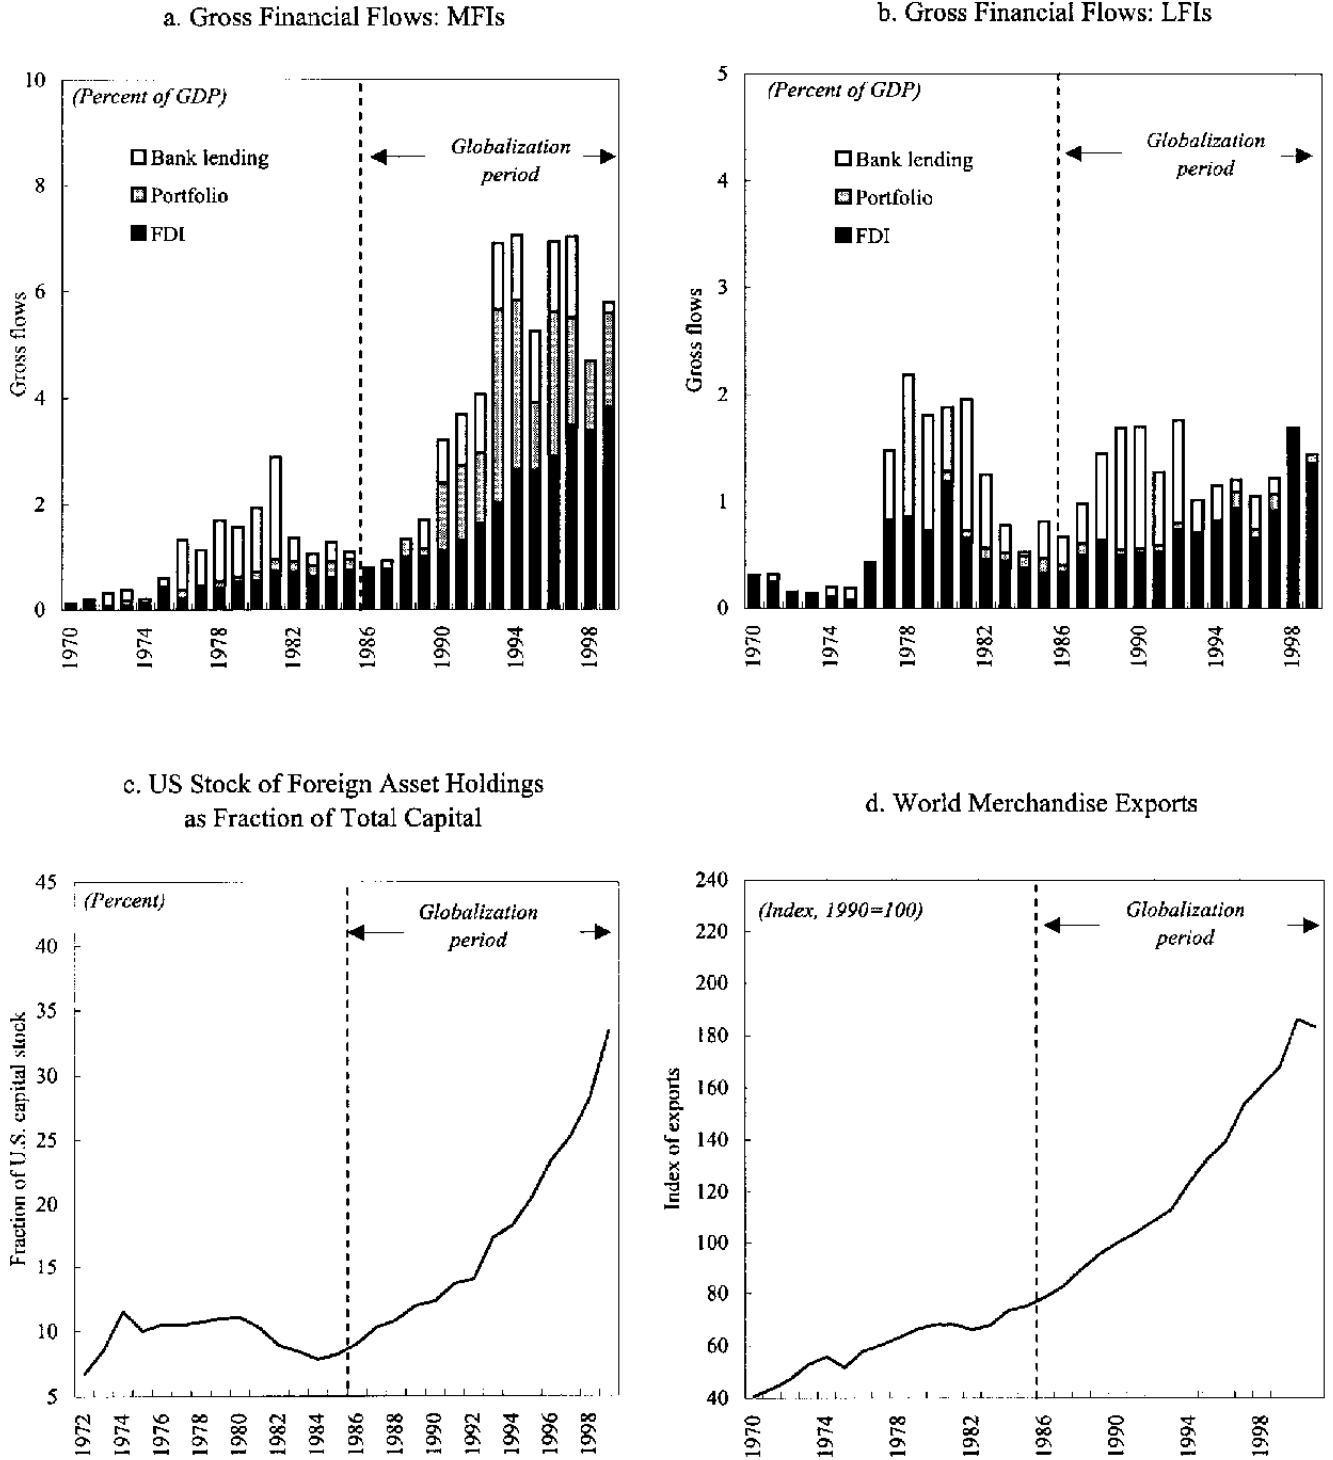 a. Gross Financial Flows: MFIs
10
8
6
4
2
0
Gross flows
(Percent of GDP)
Bank lending
Portfolio
FDI
Globalization
period
1970
1974
1978
1982
1986
1990
1994
1998
b. Gross Financial Flows: LFIs
5
4
3
2
1
0
Gross flows
(Percent of GDP)
Bank lending
Portfolio
FDI
Globalization
period
1970
1974
1978
1982
1986
1990
1994
1998
c. US Stock of Foreign Asset Holdings
as Fraction of Total Capital
45
40
35
30
25
20
15
10
5
Fraction of U.S. capital stock
(Percent)
Globalization
period
1972
1974
1976
1978
1980
1982
1984
1986
1988
1990
1992
1994
1996
1998
d. World Merchandise Exports
240
220
200
180
160
140
120
100
80
60
40
Index of exports
(Index, 1990=100)
Globalization
period
1970
1974
1978
1982
1986
1990
1994
1998